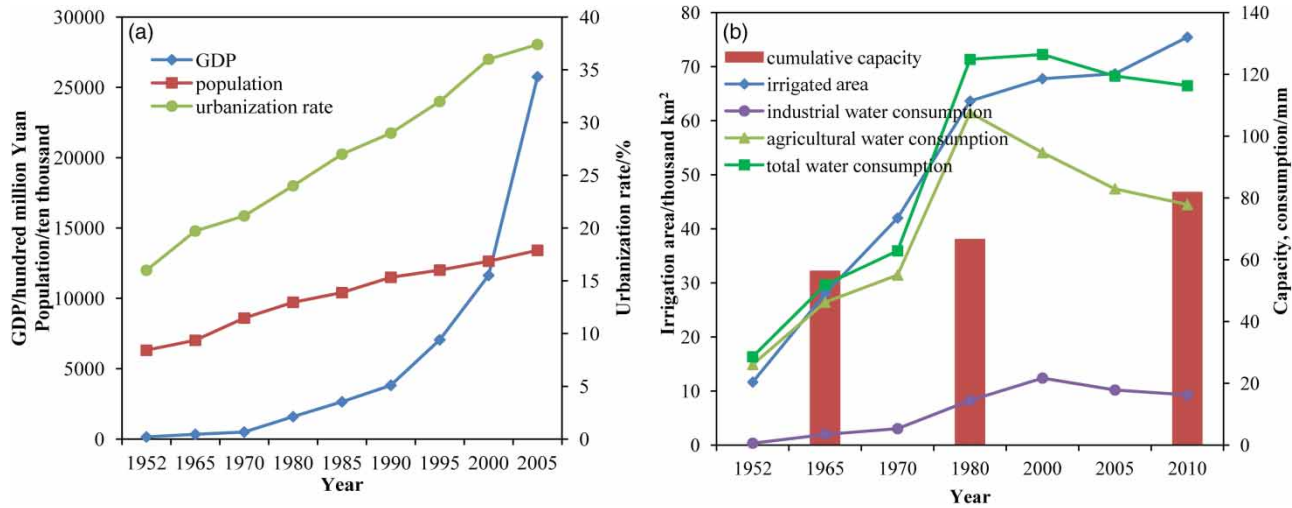 (a)
GDP
population
urbanization rate
30000
25000
20000
15000
10000
5000
0
GDP/hundred million Yuan
Population/ten thousand
40
35
30
25
20
15
10
5
0
Urbanization rate/%
1952 1965 1970 1980 1985 1990 1995 2000 2005
Year
(b)
cumulative capacity
irrigated area
industrial water consumption
agricultural water consumption
total water consumption
80
70
60
50
40
30
20
10
0
Irrigation area/thousand km²
140
120
100
80
60
40
20
0
Capacity, consumption/mm
1952 1965 1970 1980 2000 2005 2010
Year